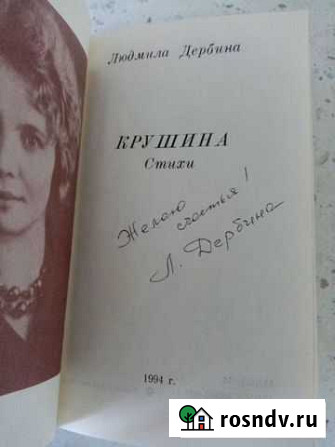 Людмила Дербина
КРУШИНА
Стихи
Желаю
счастья!
Л. Дербина
1994 г.
rosndv.ru